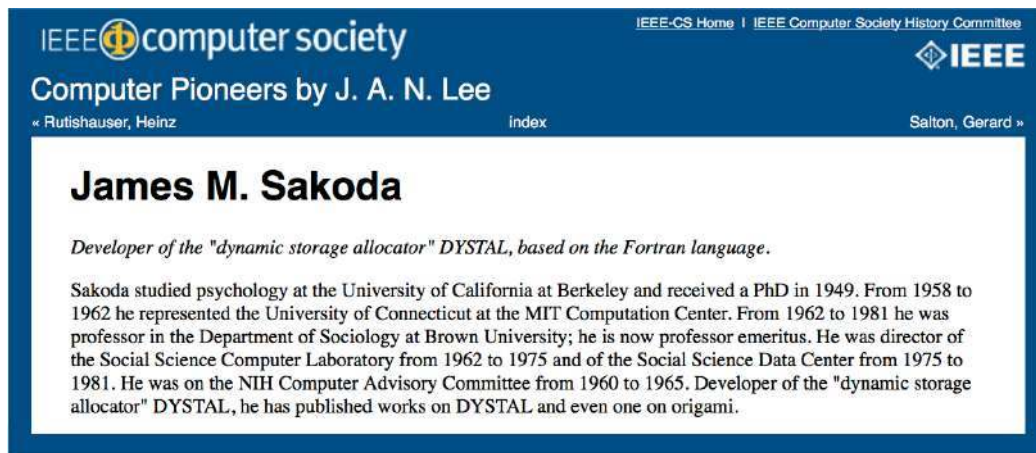 IEEE computer society
IEEE-CS Home | IEEE Computer Society History Committee
IEEE
Computer Pioneers by J. A. N. Lee
« Rutishauser, Heinz
index
Salton, Gerard »
James M. Sakoda
Developer of the "dynamic storage allocator" DYSTAL, based on the Fortran language.
Sakoda studied psychology at the University of California at Berkeley and received a PhD in 1949. From 1958 to
1962 he represented the University of Connecticut at the MIT Computation Center. From 1962 to 1981 he was
professor in the Department of Sociology at Brown University; he is now professor emeritus. He was director of
the Social Science Computer Laboratory from 1962 to 1975 and of the Social Science Data Center from 1975 to
1981. He was on the NIH Computer Advisory Committee from 1960 to 1965. Developer of the "dynamic storage
allocator" DYSTAL, he has published works on DYSTAL and even one on origami.